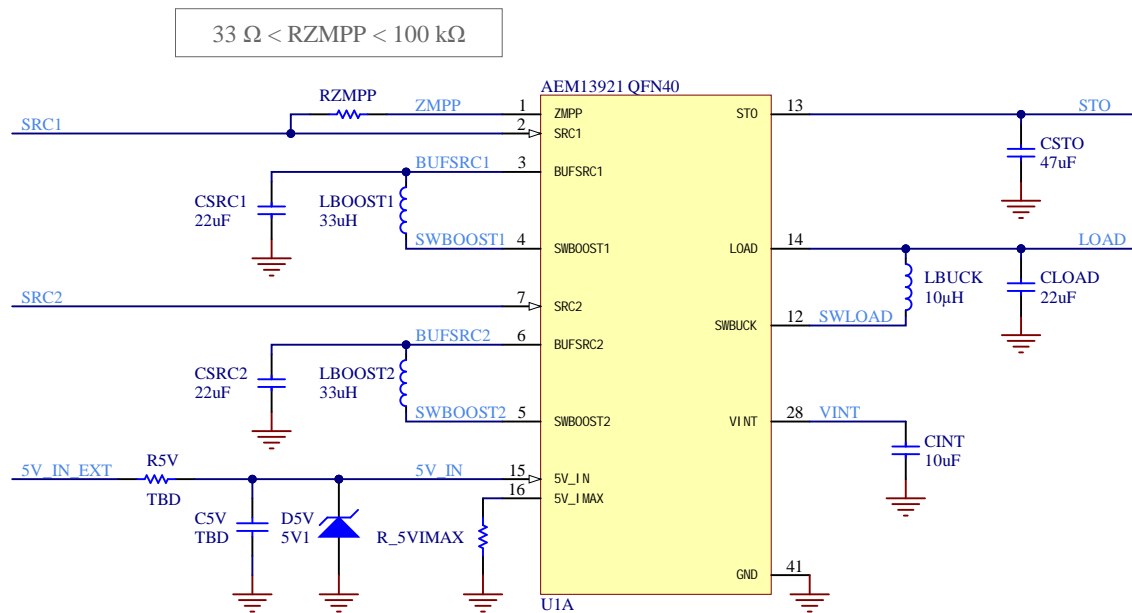 33 Ω < RZMPP < 100 kΩ
AEM13921 QFN40
RZMPP
ZMPP
1
ZMPP
SRC1
2
SRC1
BUFSRC1
3
BUFSRC1
CSRC1
22uF
LBOOST1
33uH
SWBOOST1
4
SWBOOST1
SRC2
7
SRC2
BUFSRC2
6
BUFSRC2
CSRC2
22uF
LBOOST2
33uH
SWBOOST2
5
SWBOOST2
5V_IN_EXT
R5V
TBD
5V_IN
15
5V_IN
16
5V_IMAX
C5V
TBD
D5V
5V1
R_5VIMAX
STO
13
STO
CSTO
47uF
LOAD
14
LOAD
LBUCK
10µH
CLOAD
22uF
SWBUCK
12
SWLOAD
VINT
28
VINT
CINT
10uF
GND
41
U1A